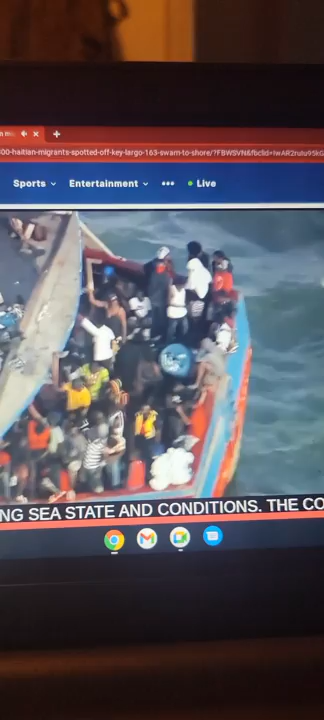 00-haitian-migrants-spotted-off-key-largo-163-swam-to-shore/?FBWSVN&fbclid=IwAR2
Sports
Entertainment
Live
NG SEA STATE AND CONDITIONS. THE CO